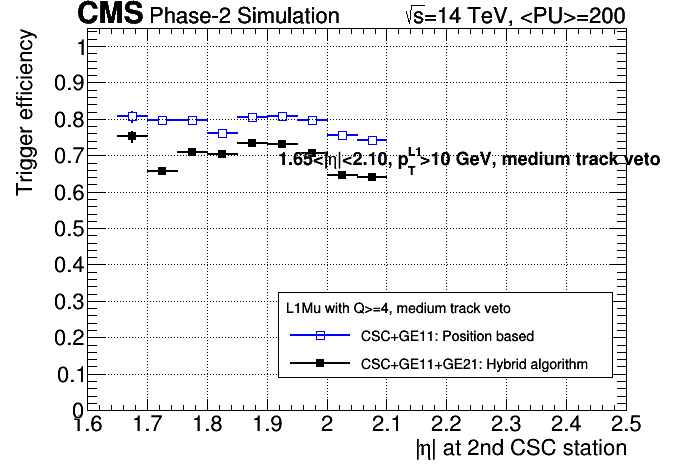 CMS Phase-2 Simulation √s=14 TeV, <PU>=200
Trigger efficiency
1
0.9
0.8
0.7
0.6
0.5
0.4
0.3
0.2
0.1
0
1.65<|η|<2.10, p_T^L1>10 GeV, medium track veto
L1Mu with Q>=4, medium track veto
CSC+GE11: Position based
CSC+GE11+GE21: Hybrid algorithm
1.6 1.7 1.8 1.9 2 2.1 2.2 2.3 2.4 2.5
|η| at 2nd CSC station